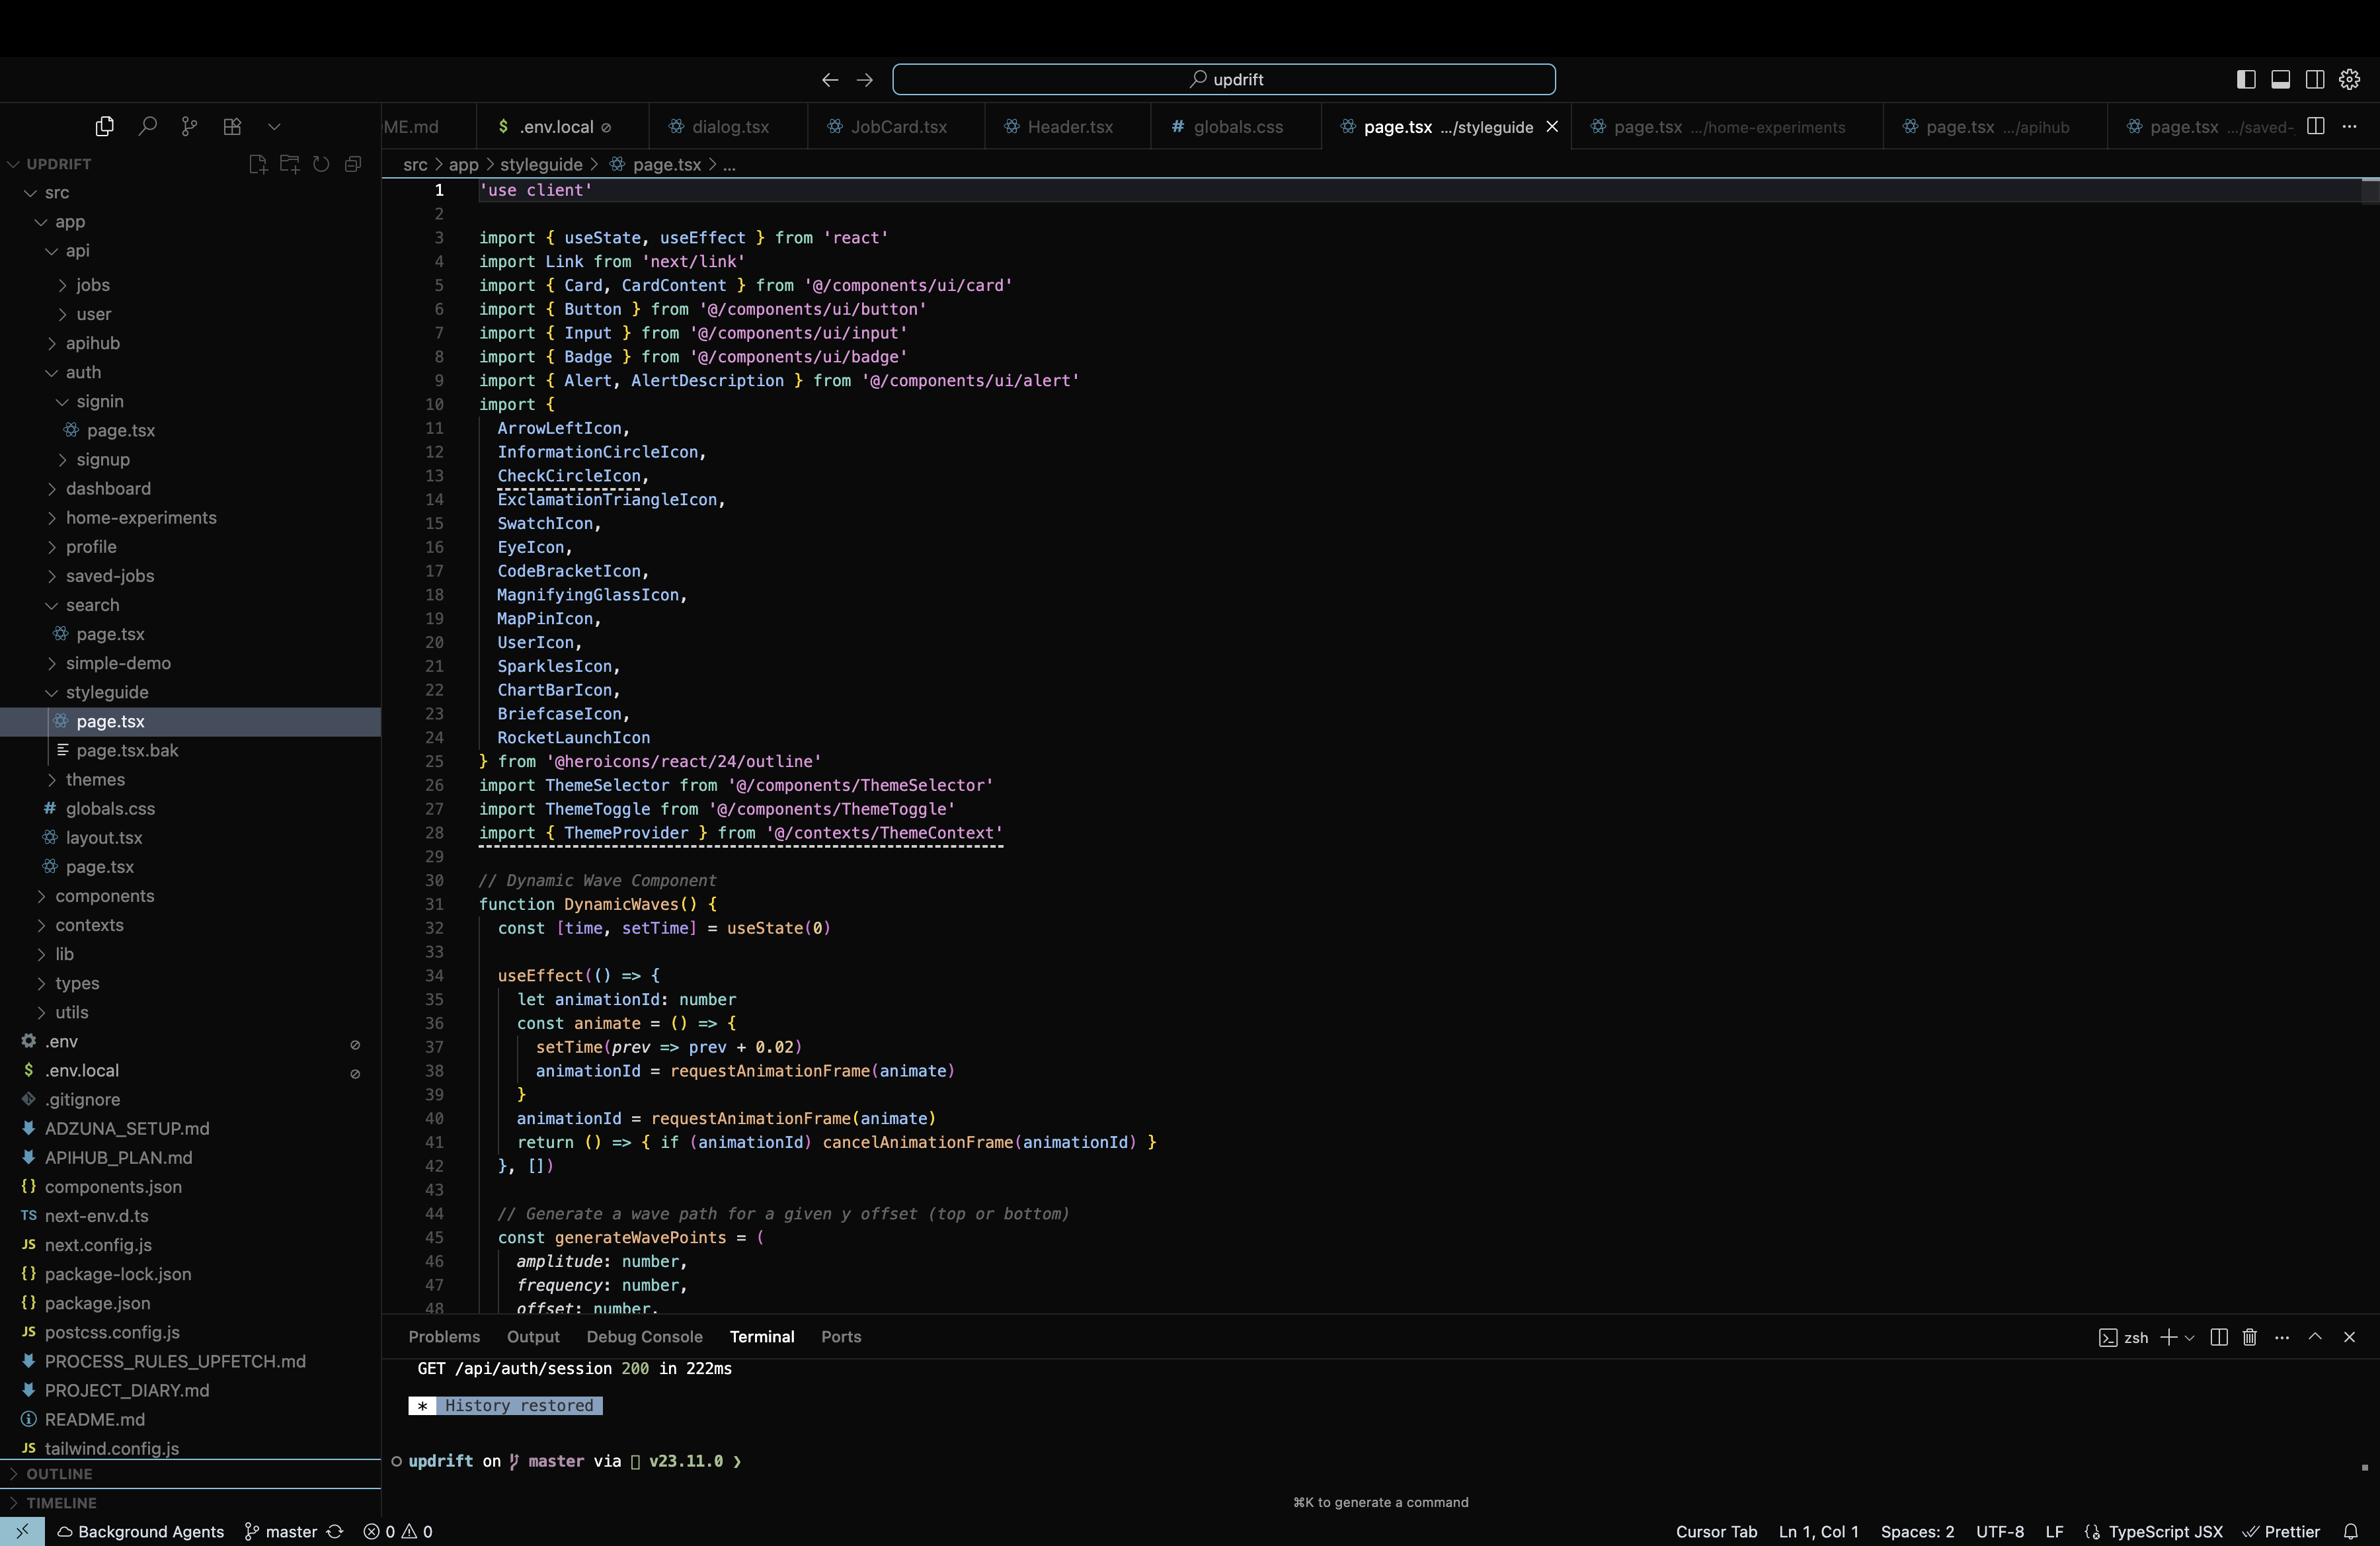 updrift
ME.md
$ .env.local
dialog.tsx
JobCard.tsx
Header.tsx
# globals.css
page.tsx .../styleguide
page.tsx .../home-experiments
page.tsx .../apihub
page.tsx .../saved-
src > app > styleguide > page.tsx > ...
UPDRIFT
src
app
api
jobs
user
apihub
auth
signin
page.tsx
signup
dashboard
home-experiments
profile
saved-jobs
search
page.tsx
simple-demo
styleguide
page.tsx
page.tsx.bak
themes
# globals.css
layout.tsx
page.tsx
components
contexts
lib
types
utils
.env
$ .env.local
.gitignore
ADZUNA_SETUP.md
APIHUB_PLAN.md
{} components.json
TS next-env.d.ts
JS next.config.js
{} package-lock.json
{} package.json
JS postcss.config.js
PROCESS_RULES_UPFETCH.md
PROJECT_DIARY.md
README.md
JS tailwind.config.js
OUTLINE
TIMELINE
1 'use client'
2
3 import { useState, useEffect } from 'react'
4 import Link from 'next/link'
5 import { Card, CardContent } from '@/components/ui/card'
6 import { Button } from '@/components/ui/button'
7 import { Input } from '@/components/ui/input'
8 import { Badge } from '@/components/ui/badge'
9 import { Alert, AlertDescription } from '@/components/ui/alert'
10 import {
11 ArrowLeftIcon,
12 InformationCircleIcon,
13 CheckCircleIcon,
14 ExclamationTriangleIcon,
15 SwatchIcon,
16 EyeIcon,
17 CodeBracketIcon,
18 MagnifyingGlassIcon,
19 MapPinIcon,
20 UserIcon,
21 SparklesIcon,
22 ChartBarIcon,
23 BriefcaseIcon,
24 RocketLaunchIcon
25 } from '@heroicons/react/24/outline'
26 import ThemeSelector from '@/components/ThemeSelector'
27 import ThemeToggle from '@/components/ThemeToggle'
28 import { ThemeProvider } from '@/contexts/ThemeContext'
29
30 // Dynamic Wave Component
31 function DynamicWaves() {
32 const [time, setTime] = useState(0)
33
34 useEffect(() => {
35 let animationId: number
36 const animate = () => {
37 setTime(prev => prev + 0.02)
38 animationId = requestAnimationFrame(animate)
39 }
40 animationId = requestAnimationFrame(animate)
41 return () => { if (animationId) cancelAnimationFrame(animationId) }
42 }, [])
43
44 // Generate a wave path for a given y offset (top or bottom)
45 const generateWavePoints = (
46 amplitude: number,
47 frequency: number,
48 offset: number,
Problems Output Debug Console Terminal Ports
zsh
GET /api/auth/session 200 in 222ms
* History restored
updrift on master via v23.11.0 ❯
⌘K to generate a command
Background Agents master 0 0
Cursor Tab Ln 1, Col 1 Spaces: 2 UTF-8 LF TypeScript JSX Prettier